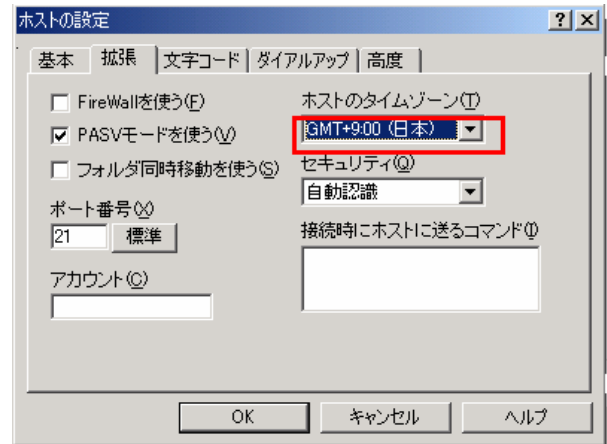 ホストの設定
基本 拡張 文字コード ダイアルアップ 高度
FireWallを使う(F)
PASVモードを使う(V)
フォルダ同時移動を使う(S)
ポート番号(X)
21 標準
アカウント(C)
ホストのタイムゾーン(T)
GMT+9:00 (日本)
セキュリティ(Q)
自動認識
接続時にホストに送るコマンド(I)
OK キャンセル ヘルプ